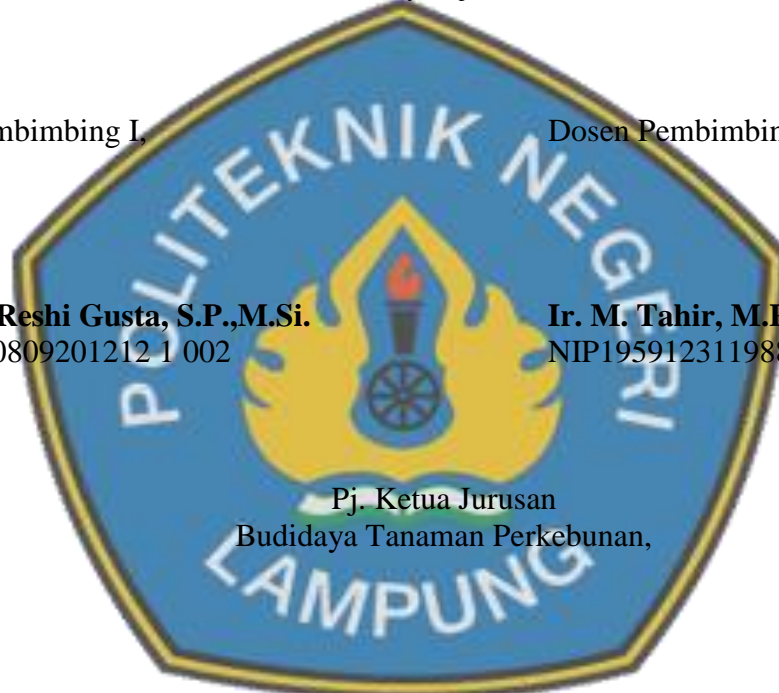 mbimbing I,
Dosen Pembimbin
Reshi Gusta, S.P.,M.Si.
0809201212 1 002
Ir. M. Tahir, M.P
NIP195912311988
Pj. Ketua Jurusan
Budidaya Tanaman Perkebunan,
POLITEKNIK NEGERI
LAMPUNG